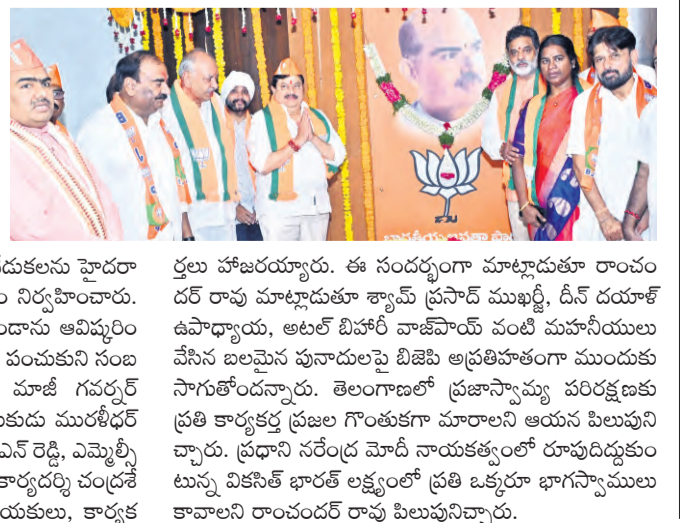 భారతీయ జనతా పార్టీ
కలను హైదరా
నిర్వహించారు.
డాను ఆవిష్కరిం
పంచుకుని సంబ
మాజీ గవర్నర్
కుడు మురళీధర్
ఎన్ రెడ్డి, ఎమ్మెల్సీ
కార్యదర్శి చంద్రశే
యకులు, కార్యక
ర్తలు హాజరయ్యారు. ఈ సందర్భంగా మాట్లాడుతూ రాంచం
దర్ రావు మాట్లాడుతూ శ్యామ్ ప్రసాద్ ముఖర్జీ, దీన్ దయాళ్
ఉపాధ్యాయ, అటల్ బిహారీ వాజ్‌పాయ్ వంటి మహనీయులు
వేసిన బలమైన పునాదులపై బిజెపి అప్రతిహతంగా ముందుకు
సాగుతోందన్నారు. తెలంగాణలో ప్రజాస్వామ్య పరిరక్షణకు
ప్రతి కార్యకర్త ప్రజల గొంతుకగా మారాలని ఆయన పిలుపుని
చ్చారు. ప్రధాని నరేంద్ర మోదీ నాయకత్వంలో రూపుదిద్దుకుం
టున్న వికసిత్ భారత్ లక్ష్యంలో ప్రతి ఒక్కరూ భాగస్వాములు
కావాలని రాంచందర్ రావు పిలుపునిచ్చారు.